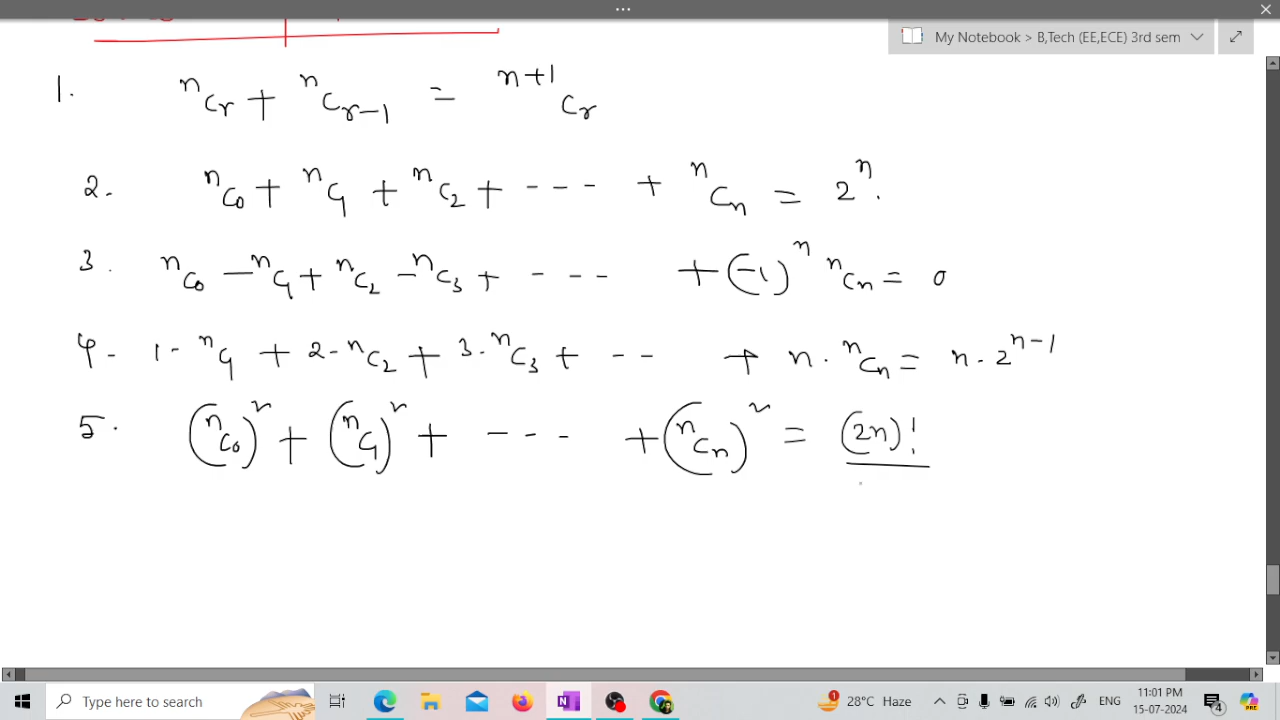 ...
My Notebook > B,Tech (EE,ECE) 3rd sem
1. ⁿCᵣ + ⁿCᵣ₋₁ = ⁿ⁺¹Cᵣ
2. ⁿC₀ + ⁿC₁ + ⁿC₂ + ---- + ⁿCₙ = 2ⁿ.
3. ⁿC₀ - ⁿC₁ + ⁿC₂ - ⁿC₃ + ---- + (-1)ⁿ ⁿCₙ = 0
4. 1. ⁿC₁ + 2. ⁿC₂ + 3. ⁿC₃ + ---- + n. ⁿCₙ = n. 2ⁿ⁻¹
5. (ⁿC₀)² + (ⁿC₁)² + --- + (ⁿCₙ)² = (2n)!
Type here to search
1
28°C Haze
ENG
11:01 PM
15-07-2024
4